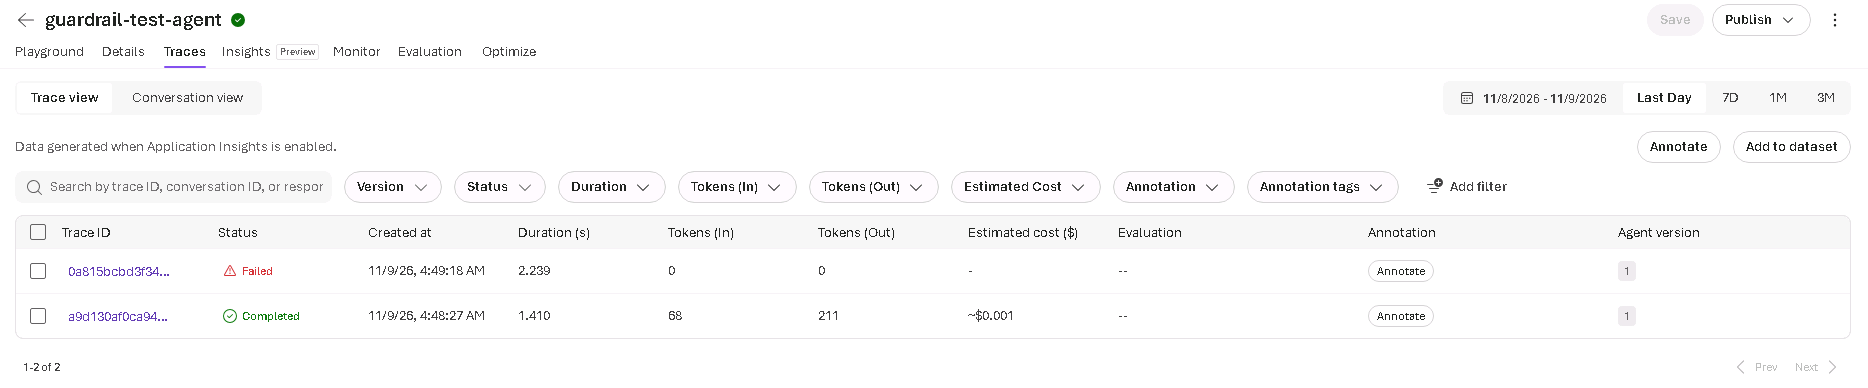 guardrail-test-agent
Save
Publish
Playground Details Traces Insights Preview Monitor Evaluation Optimize
Trace view Conversation view
11/8/2026 - 11/9/2026 Last Day 7D 1M 3M
Data generated when Application Insights is enabled.
Annotate Add to dataset
Search by trace ID, conversation ID, or respor Version Status Duration Tokens (In) Tokens (Out) Estimated Cost Annotation Annotation tags Add filter
Trace ID Status Created at Duration (s) Tokens (In) Tokens (Out) Estimated cost ($) Evaluation Annotation Agent version
0a815bcbd3f34... Failed 11/9/26, 4:49:18 AM 2.239 0 0 - -- Annotate 1
a9d130af0ca94... Completed 11/9/26, 4:48:27 AM 1.410 68 211 ~$0.001 -- Annotate 1
1-2 of 2 Prev Next